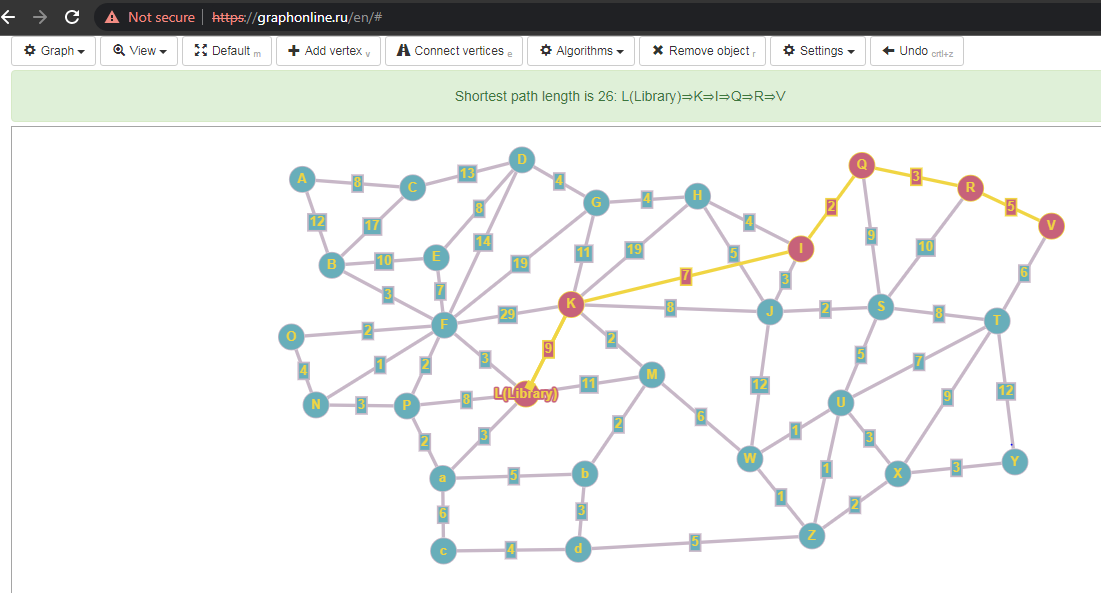 Not secure | https://graphonline.ru/en/#
Graph View Default m Add vertex v Connect vertices e Algorithms Remove object r Settings Undo crtl+z
Shortest path length is 26: L(Library)⇒K⇒I⇒Q⇒R⇒V
D
Q
13 4 3
A 8 C R
8 4 H 2 5
G
12 17 4 V
14 9
10 E 19 19 5 I 10
B 11
7 3 6
3 7
K
29 8 J 2 S 8 T
O 2 F
9 2
4 1 2 3 5 7
M
11 12 9 12
L(Library)
N 3 P 8 U
2 3 2 6 1 3
W Y
a 5 b 1 X 3
6 3 1 2
Z
c 4 d 5